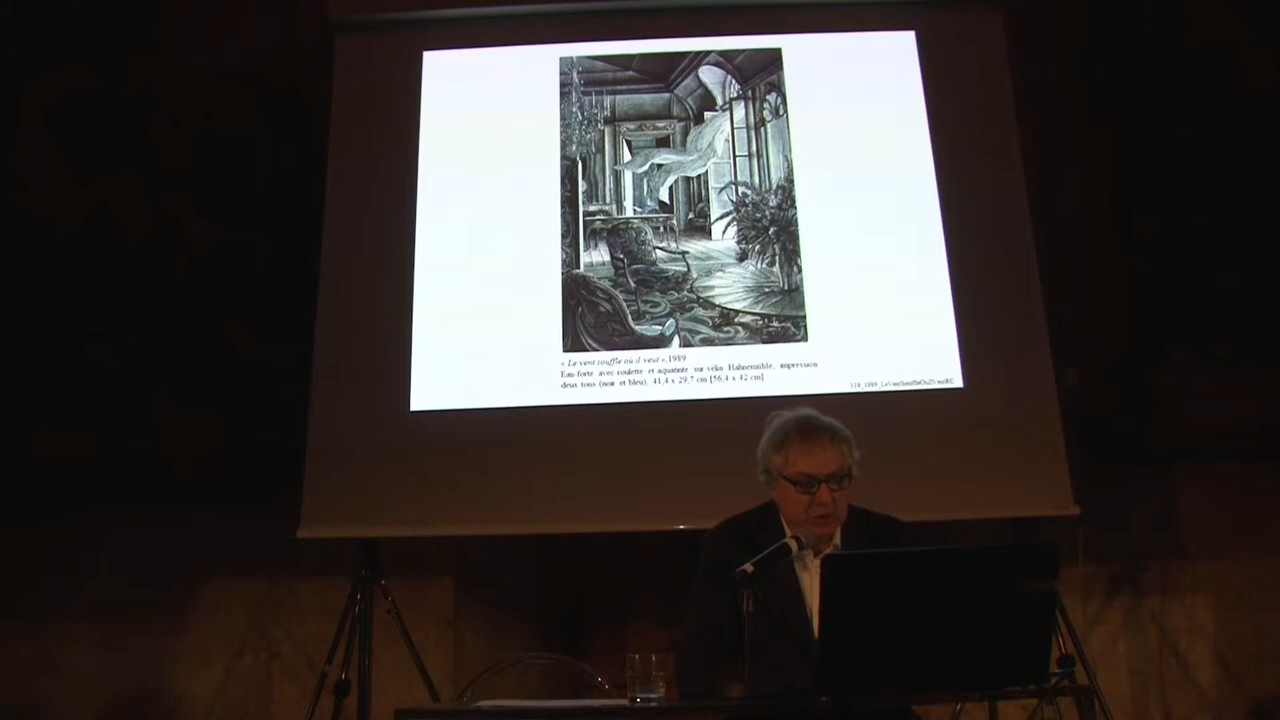 « Le vent souffle où il veut »,1989
Eau-forte avec roulette et aquatinte sur vélin Hahnemühle, impression
deux tons (noir et bleu), 41,4 x 29,7 cm [56,4 x 42 cm]